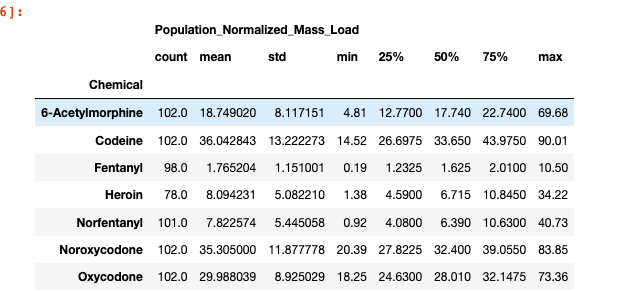 6]:
Population_Normalized_Mass_Load
count mean std min 25% 50% 75% max
Chemical
6-Acetylmorphine 102.0 18.749020 8.117151 4.81 12.7700 17.740 22.7400 69.68
Codeine 102.0 36.042843 13.222273 14.52 26.6975 33.650 43.9750 90.01
Fentanyl 98.0 1.765204 1.151001 0.19 1.2325 1.625 2.0100 10.50
Heroin 78.0 8.094231 5.082210 1.38 4.5900 6.715 10.8450 34.22
Norfentanyl 101.0 7.822574 5.445058 0.92 4.0800 6.390 10.6300 40.73
Noroxycodone 102.0 35.305000 11.877778 20.39 27.8225 32.400 39.0550 83.85
Oxycodone 102.0 29.988039 8.925029 18.25 24.6300 28.010 32.1475 73.36